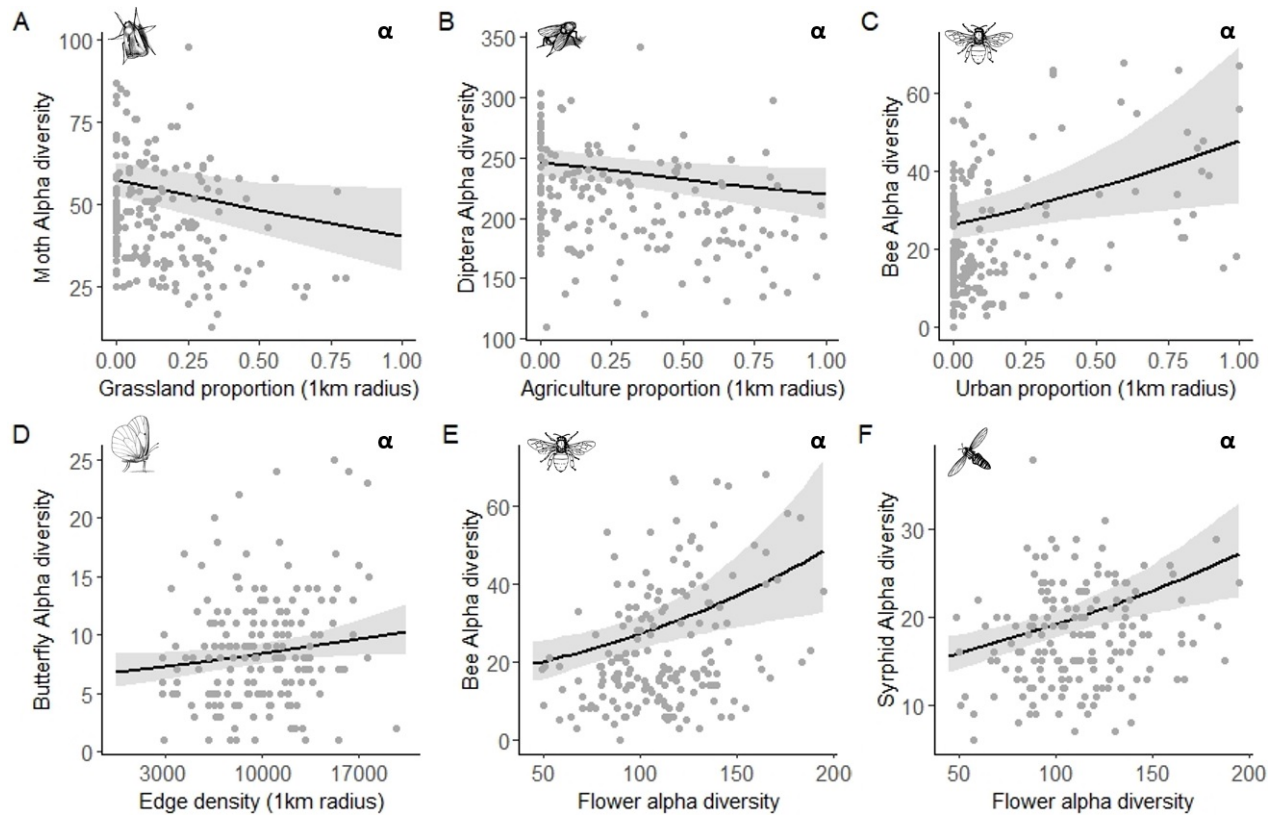 A
α
Moth Alpha diversity
100
75
50
25
0.00 0.25 0.50 0.75 1.00
Grassland proportion (1km radius)
B
α
Diptera Alpha diversity
350
300
250
200
150
100
0.00 0.25 0.50 0.75 1.00
Agriculture proportion (1km radius)
C
α
Bee Alpha diversity
60
40
20
0
0.00 0.25 0.50 0.75 1.00
Urban proportion (1km radius)
D
α
Butterfly Alpha diversity
25
20
15
10
5
0
3000 10000 17000
Edge density (1km radius)
E
α
Bee Alpha diversity
60
40
20
0
50 100 150 200
Flower alpha diversity
F
α
Syrphid Alpha diversity
30
20
10
50 100 150 200
Flower alpha diversity